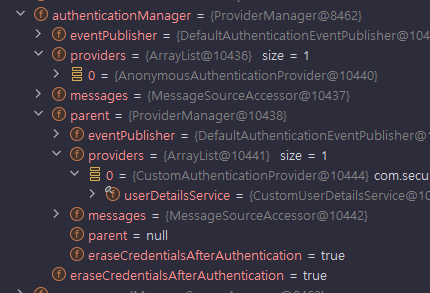 authenticationManager = {ProviderManager@8462}
eventPublisher = {DefaultAuthenticationEventPublisher@104
providers = {ArrayList@10436} size = 1
0 = {AnonymousAuthenticationProvider@10440}
messages = {MessageSourceAccessor@10437}
parent = {ProviderManager@10438}
eventPublisher = {DefaultAuthenticationEventPublisher@
providers = {ArrayList@10441} size = 1
0 = {CustomAuthenticationProvider@10444} com.secu
userDetailsService = {CustomUserDetailsService@10
messages = {MessageSourceAccessor@10442}
parent = null
eraseCredentialsAfterAuthentication = true
eraseCredentialsAfterAuthentication = true